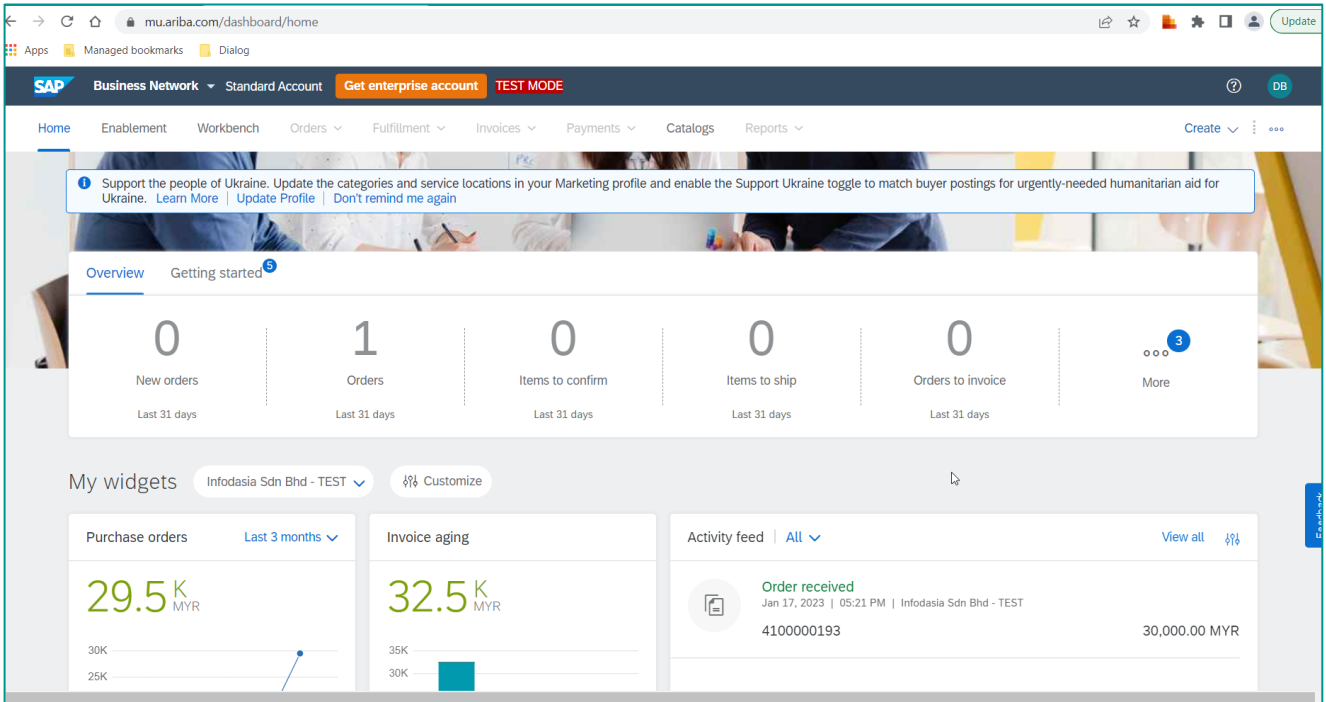 mu.ariba.com/dashboard/home
Update
Apps
Managed bookmarks
Dialog
SAP
Business Network
Standard Account
Get enterprise account
TEST MODE
DB
Home
Enablement
Workbench
Orders
Fulfillment
Invoices
Payments
Catalogs
Reports
Create
Support the people of Ukraine. Update the categories and service locations in your Marketing profile and enable the Support Ukraine toggle to match buyer postings for urgently-needed humanitarian aid for
Ukraine. Learn More | Update Profile | Don't remind me again
Overview
Getting started 5
0
New orders
Last 31 days
1
Orders
Last 31 days
0
Items to confirm
Last 31 days
0
Items to ship
Last 31 days
0
Orders to invoice
Last 31 days
3
More
My widgets
Infodasia Sdn Bhd - TEST
Customize
Purchase orders
Last 3 months
29.5 K
MYR
30K
25K
Invoice aging
32.5 K
MYR
35K
30K
Activity feed | All
View all
Order received
Jan 17, 2023 | 05:21 PM | Infodasia Sdn Bhd - TEST
4100000193
30,000.00 MYR